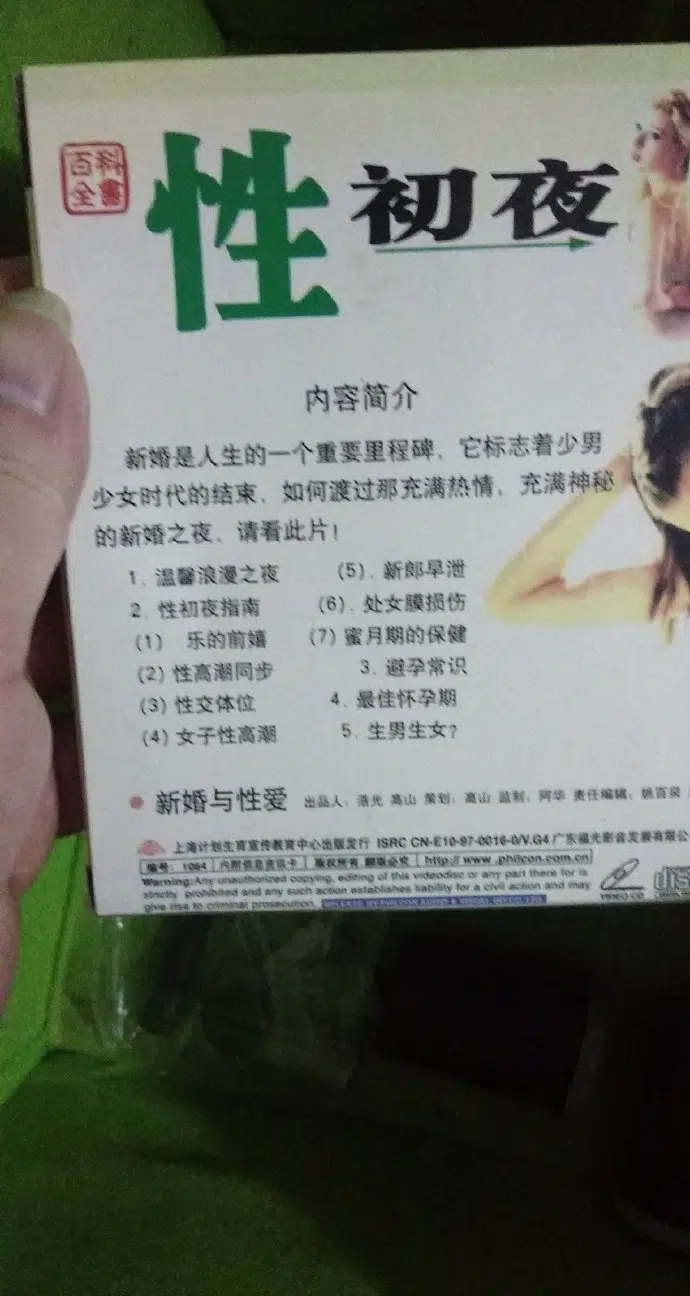 百科
全書
性初夜
内容简介
新婚是人生的一个重要里程碑、它标志着少男
少女时代的结束、如何渡过那充满热情、充满神秘
的新婚之夜、请看此片!
1. 温馨浪漫之夜
2. 性初夜指南
(1) 乐的前嬉
(2) 性高潮同步
(3) 性交体位
(4) 女子性高潮
(5). 新郎早泄
(6). 处女膜损伤
(7) 蜜月期的保健
3. 避孕常识
4. 最佳怀孕期
5. 生男生女?
新婚与性爱 出品人: 浩光 高山 策划: 高山 监制: 阿华 责任编辑: 姚百
上海计划生育宣传教育中心出版发行 ISRC CN-E10-97-0016-0/V.G4 广东福光影音发展有限公
编号: 1064 内附信息资讯卡 版权所有 翻版必究 http:// www .philcon.com.cn
Warning:Any unauthorized copying, editing of this videodisc or any part there for is
strictly prohibited and any such action establishes liability for a civil action and may
give rise to criminal prosecution.
VIDEO CD